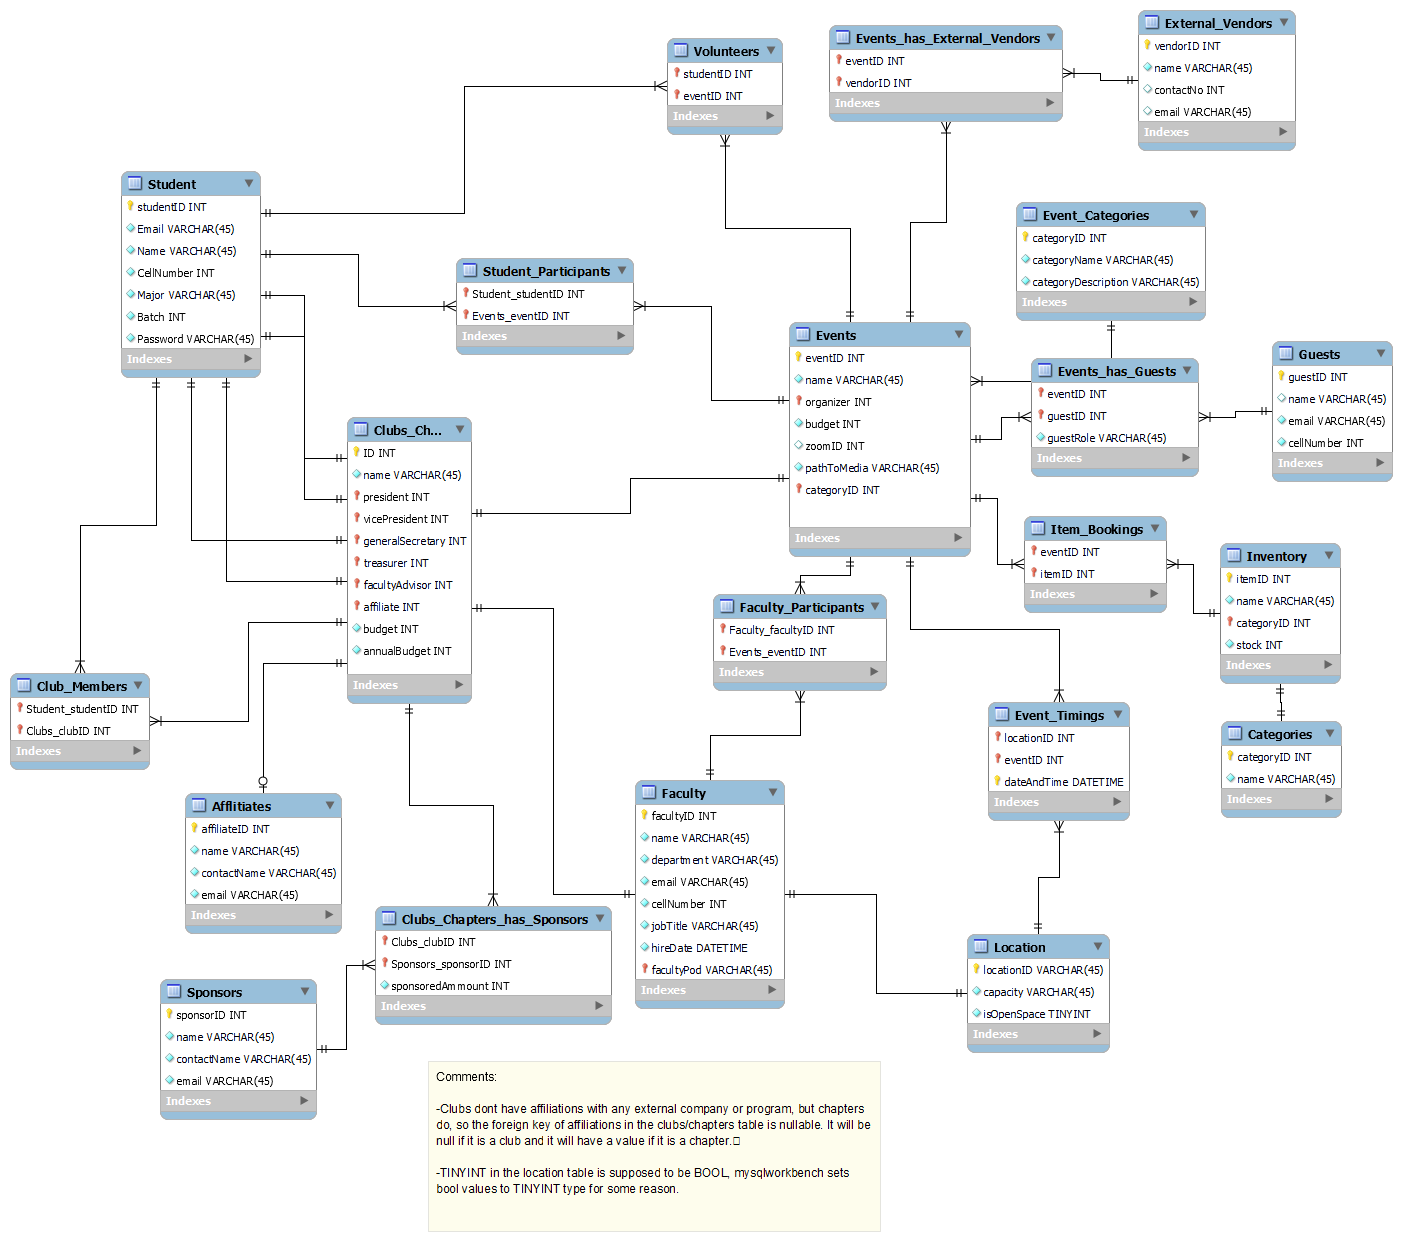 External_Vendors
vendorID INT
name VARCHAR(45)
contactNo INT
email VARCHAR(45)
Indexes
Events_has_External_Vendors
eventID INT
vendorID INT
Indexes
Volunteers
studentID INT
eventID INT
Indexes
Student
studentID INT
Email VARCHAR(45)
Name VARCHAR(45)
CellNumber INT
Major VARCHAR(45)
Batch INT
Password VARCHAR(45)
Indexes
Student_Participants
Student_studentID INT
Events_eventID INT
Indexes
Event_Categories
categoryID INT
categoryName VARCHAR(45)
categoryDescription VARCHAR(45)
Indexes
Events
eventID INT
name VARCHAR(45)
organizer INT
budget INT
zoomID INT
pathToMedia VARCHAR(45)
categoryID INT
Indexes
Events_has_Guests
eventID INT
guestID INT
guestRole VARCHAR(45)
Indexes
Guests
guestID INT
name VARCHAR(45)
email VARCHAR(45)
cellNumber INT
Indexes
Clubs_Ch...
ID INT
name VARCHAR(45)
president INT
vicePresident INT
generalSecretary INT
treasurer INT
facultyAdvisor INT
affiliate INT
budget INT
annualBudget INT
Indexes
Item_Bookings
eventID INT
itemID INT
Indexes
Inventory
itemID INT
name VARCHAR(45)
categoryID INT
stock INT
Indexes
Faculty_Participants
Faculty_facultyID INT
Events_eventID INT
Indexes
Club_Members
Student_studentID INT
Clubs_clubID INT
Indexes
Event_Timings
locationID INT
eventID INT
dateAndTime DATETIME
Indexes
Categories
categoryID INT
name VARCHAR(45)
Indexes
Afflitiates
affiliateID INT
name VARCHAR(45)
contactName VARCHAR(45)
email VARCHAR(45)
Indexes
Faculty
facultyID INT
name VARCHAR(45)
department VARCHAR(45)
email VARCHAR(45)
cellNumber INT
jobTitle VARCHAR(45)
hireDate DATETIME
facultyPod VARCHAR(45)
Indexes
Clubs_Chapters_has_Sponsors
Clubs_clubID INT
Sponsors_sponsorID INT
sponsoredAmmount INT
Indexes
Location
locationID VARCHAR(45)
capacity VARCHAR(45)
isOpenSpace TINYINT
Indexes
Sponsors
sponsorID INT
name VARCHAR(45)
contactName VARCHAR(45)
email VARCHAR(45)
Indexes
Comments:
-Clubs dont have affiliations with any external company or program, but chapters
do, so the foreign key of affiliations in the clubs/chapters table is nullable. It will be
null if it is a club and it will have a value if it is a chapter.
-TINYINT in the location table is supposed to be BOOL, mysqlworkbench sets
bool values to TINYINT type for some reason.